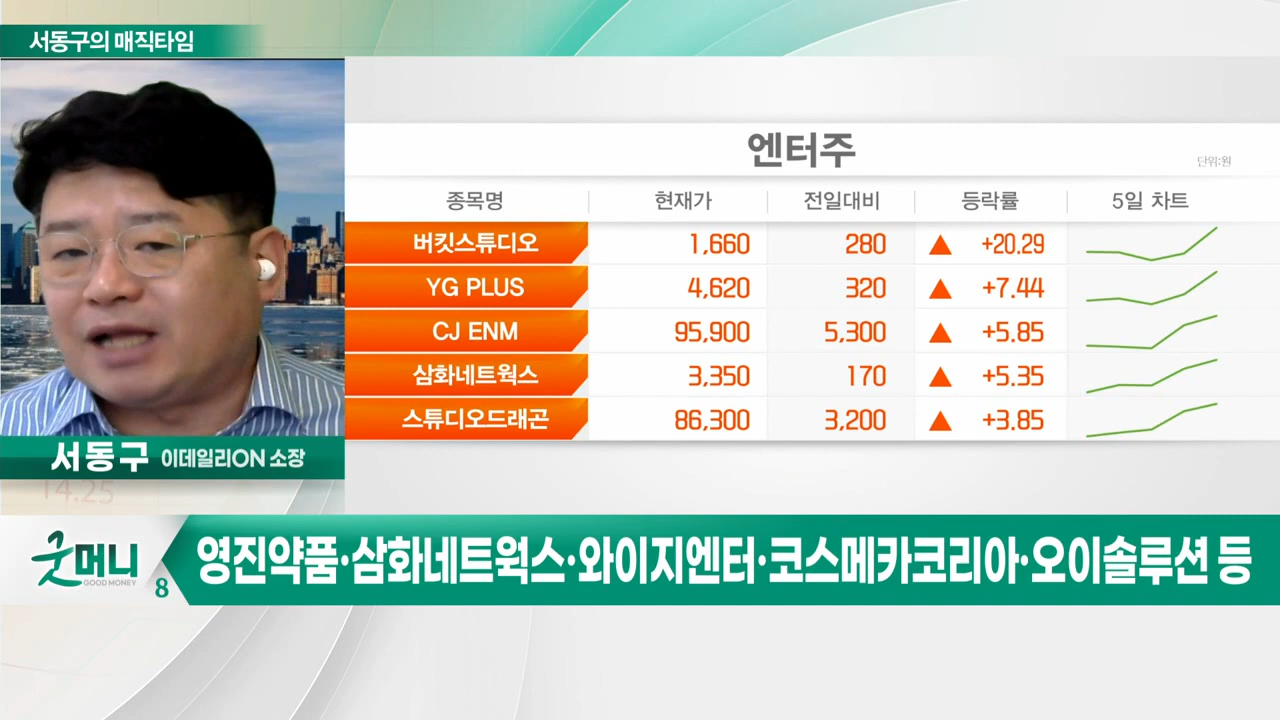 서동구의 매직타임
엔터주
단위:원
종목명 현재가 전일대비 등락률 5일 차트
버킷스튜디오 1,660 280 ▲ +20.29
YG PLUS 4,620 320 ▲ +7.44
CJ ENM 95,900 5,300 ▲ +5.85
삼화네트웍스 3,350 170 ▲ +5.35
스튜디오드래곤 86,300 3,200 ▲ +3.85
서동구 이데일리ON 소장
14.25
굿머니 GOOD MONEY 8
영진약품·삼화네트웍스·와이지엔터·코스메카코리아·오이솔루션 등